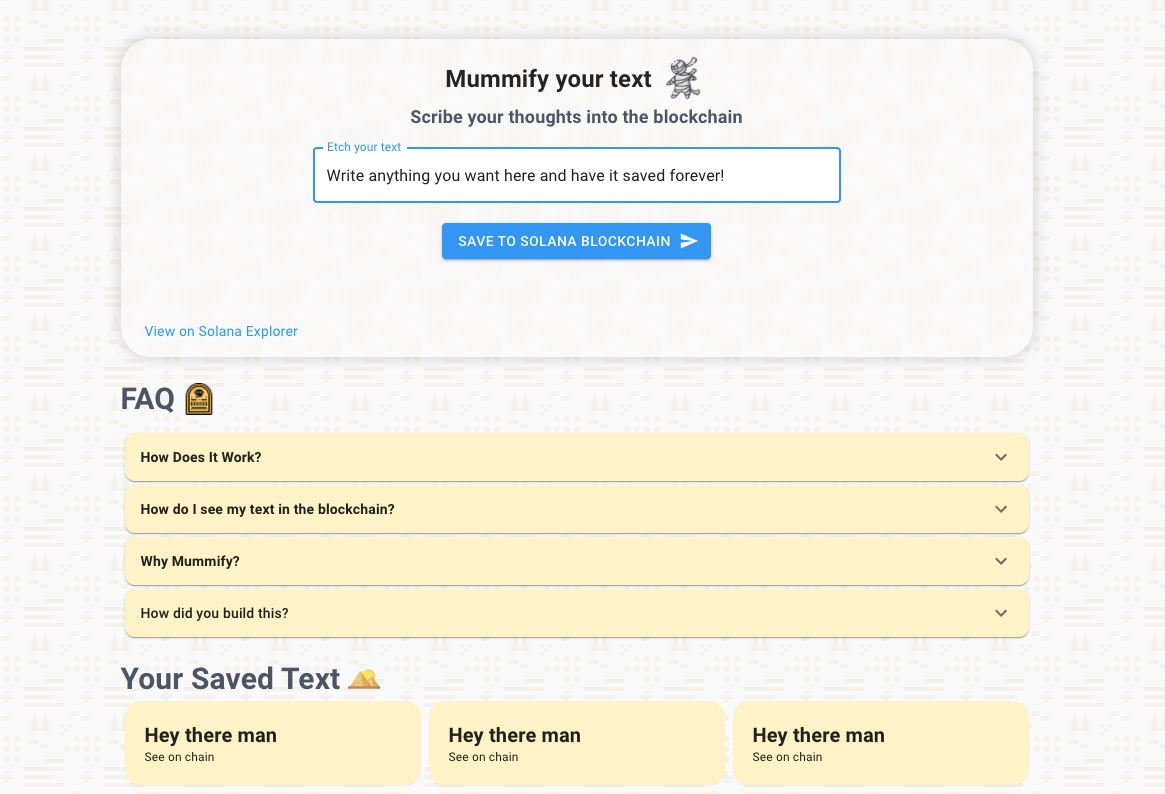 Mummify your text
Scribe your thoughts into the blockchain
Etch your text
Write anything you want here and have it saved forever!
SAVE TO SOLANA BLOCKCHAIN
View on Solana Explorer
FAQ
How Does It Work?
How do I see my text in the blockchain?
Why Mummify?
How did you build this?
Your Saved Text
Hey there man
See on chain
Hey there man
See on chain
Hey there man
See on chain